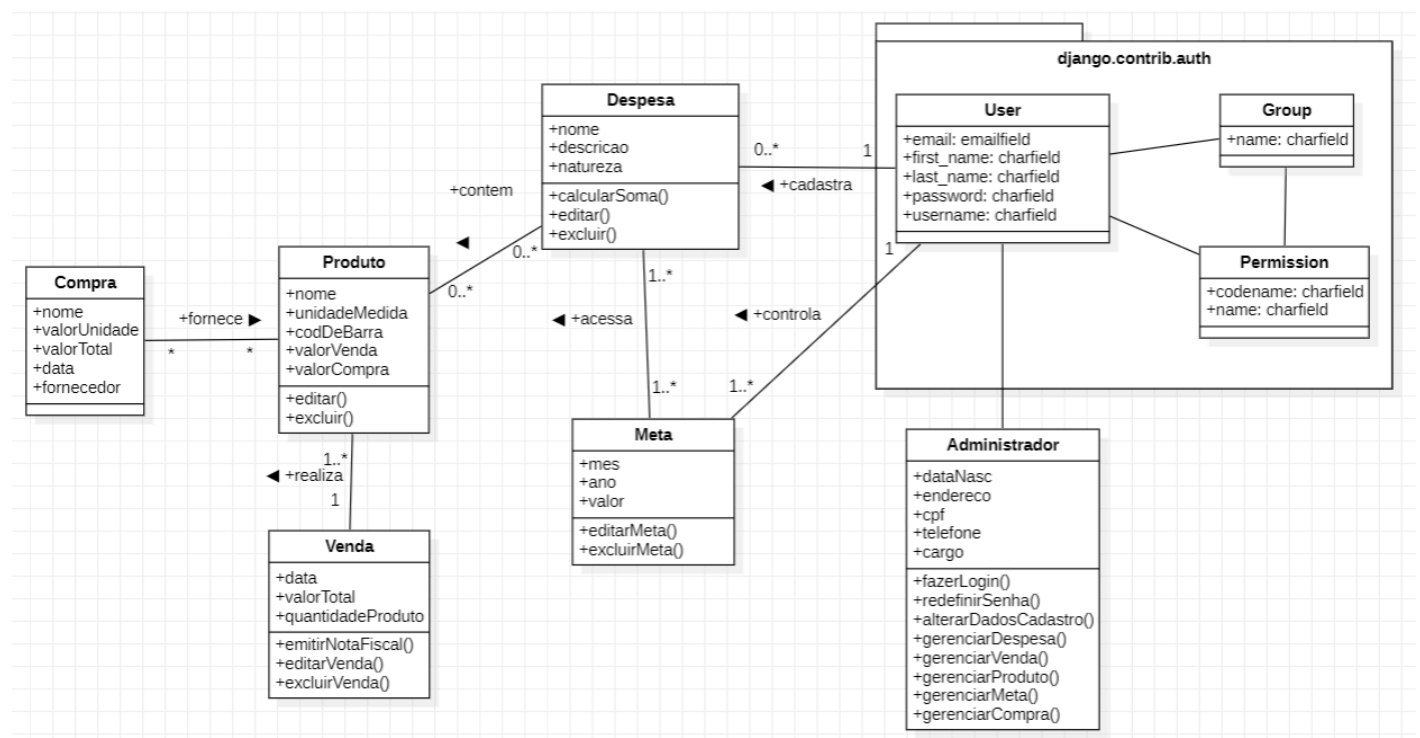 django.contrib.auth
Despesa
+nome
+descricao
+natureza
+calcularSoma()
+editar()
+excluir()
User
+email: emailfield
+first_name: charfield
+last_name: charfield
+password: charfield
+username: charfield
Group
+name: charfield
Permission
+codename: charfield
+name: charfield
0..*
1
◀ +cadastra
+contem
◀
0..*
0..*
Compra
+nome
+valorUnidade
+valorTotal
+data
+fornecedor
+fornece ▶
*
*
Produto
+nome
+unidadeMedida
+codDeBarra
+valorVenda
+valorCompra
+editar()
+excluir()
1..*
◀ +acessa
1..*
1
◀ +controla
1..*
1..*
◀ +realiza
1
Venda
+data
+valorTotal
+quantidadeProduto
+emitirNotaFiscal()
+editarVenda()
+excluirVenda()
Meta
+mes
+ano
+valor
+editarMeta()
+excluirMeta()
Administrador
+dataNasc
+endereco
+cpf
+telefone
+cargo
+fazerLogin()
+redefinirSenha()
+alterarDadosCadastro()
+gerenciarDespesa()
+gerenciarVenda()
+gerenciarProduto()
+gerenciarMeta()
+gerenciarCompra()